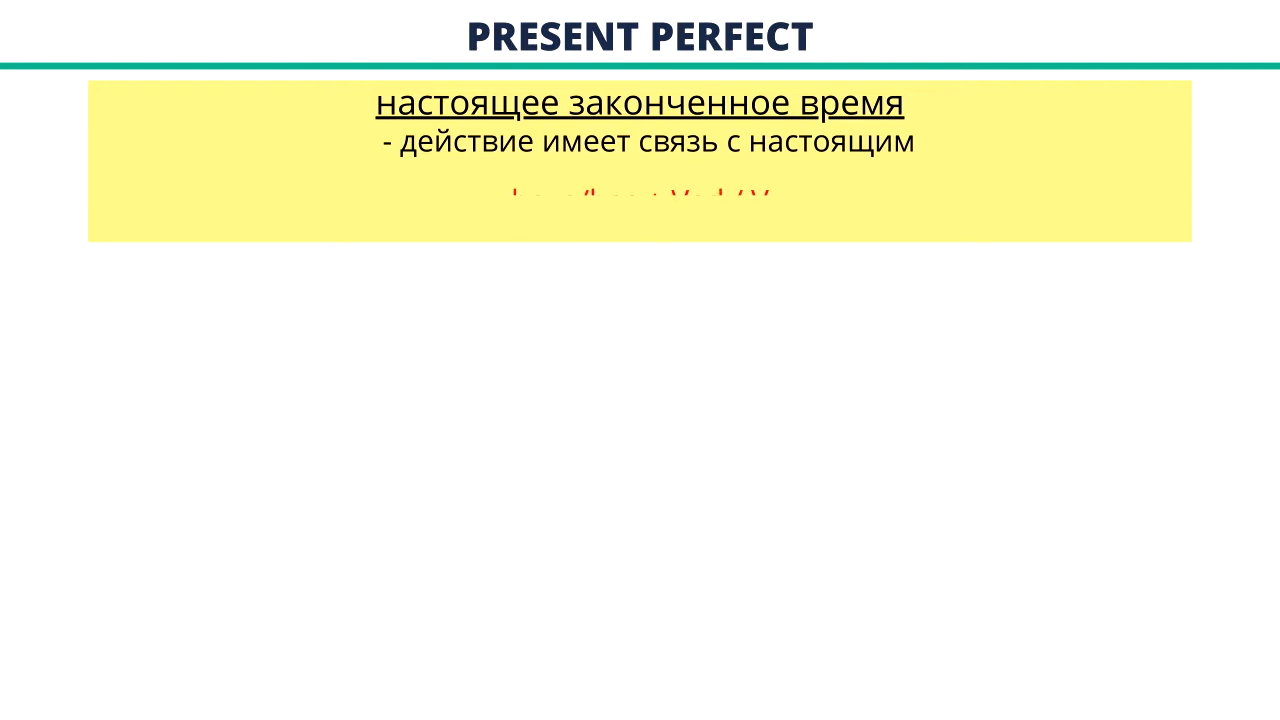 PRESENT PERFECT
настоящее законченное время
- действие имеет связь с настоящим